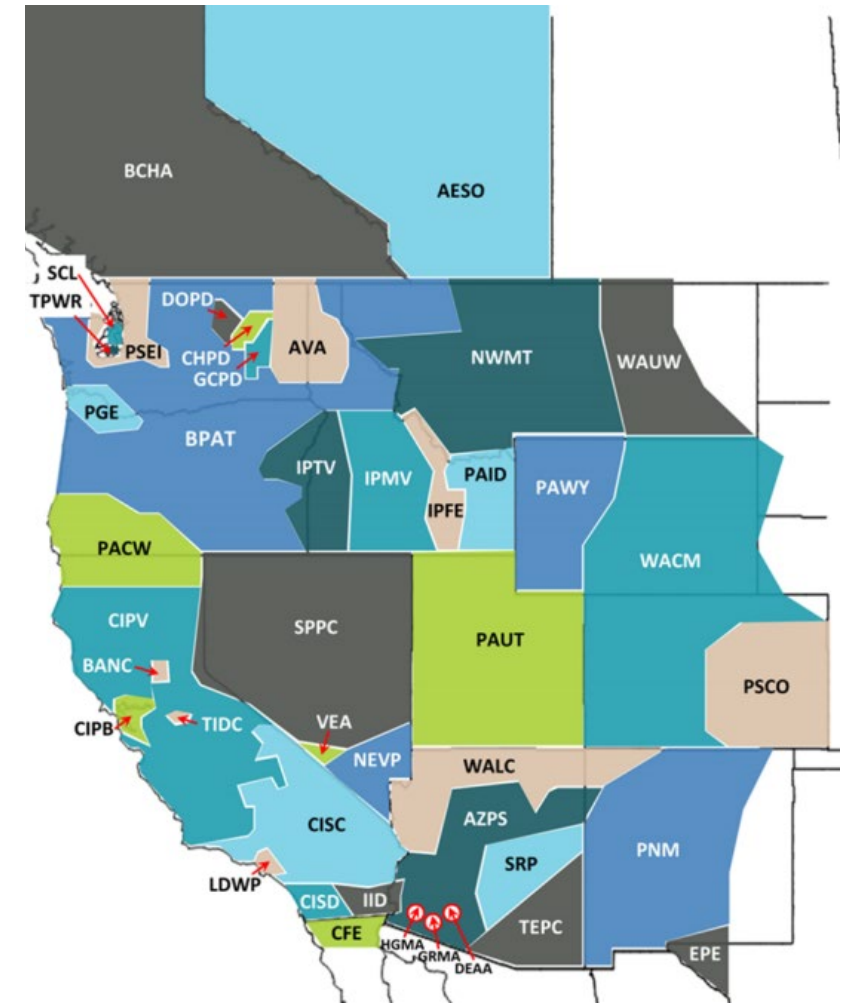 BCHA
AESO
SCL
TPWR
DOPD
PSEI
CHPD
GCPD
AVA
NWMT
WAUW
PGE
BPAT
IPTV
IPMV
IPFE
PAID
PAWY
PACW
WACM
CIPV
SPPC
PAUT
BANC
PSCO
CIPB
TIDC
VEA
NEVP
WALC
CISC
AZPS
SRP
PNM
LDWP
CISD
IID
CFE
HGMA
GRMA
DEAA
TEPC
EPE